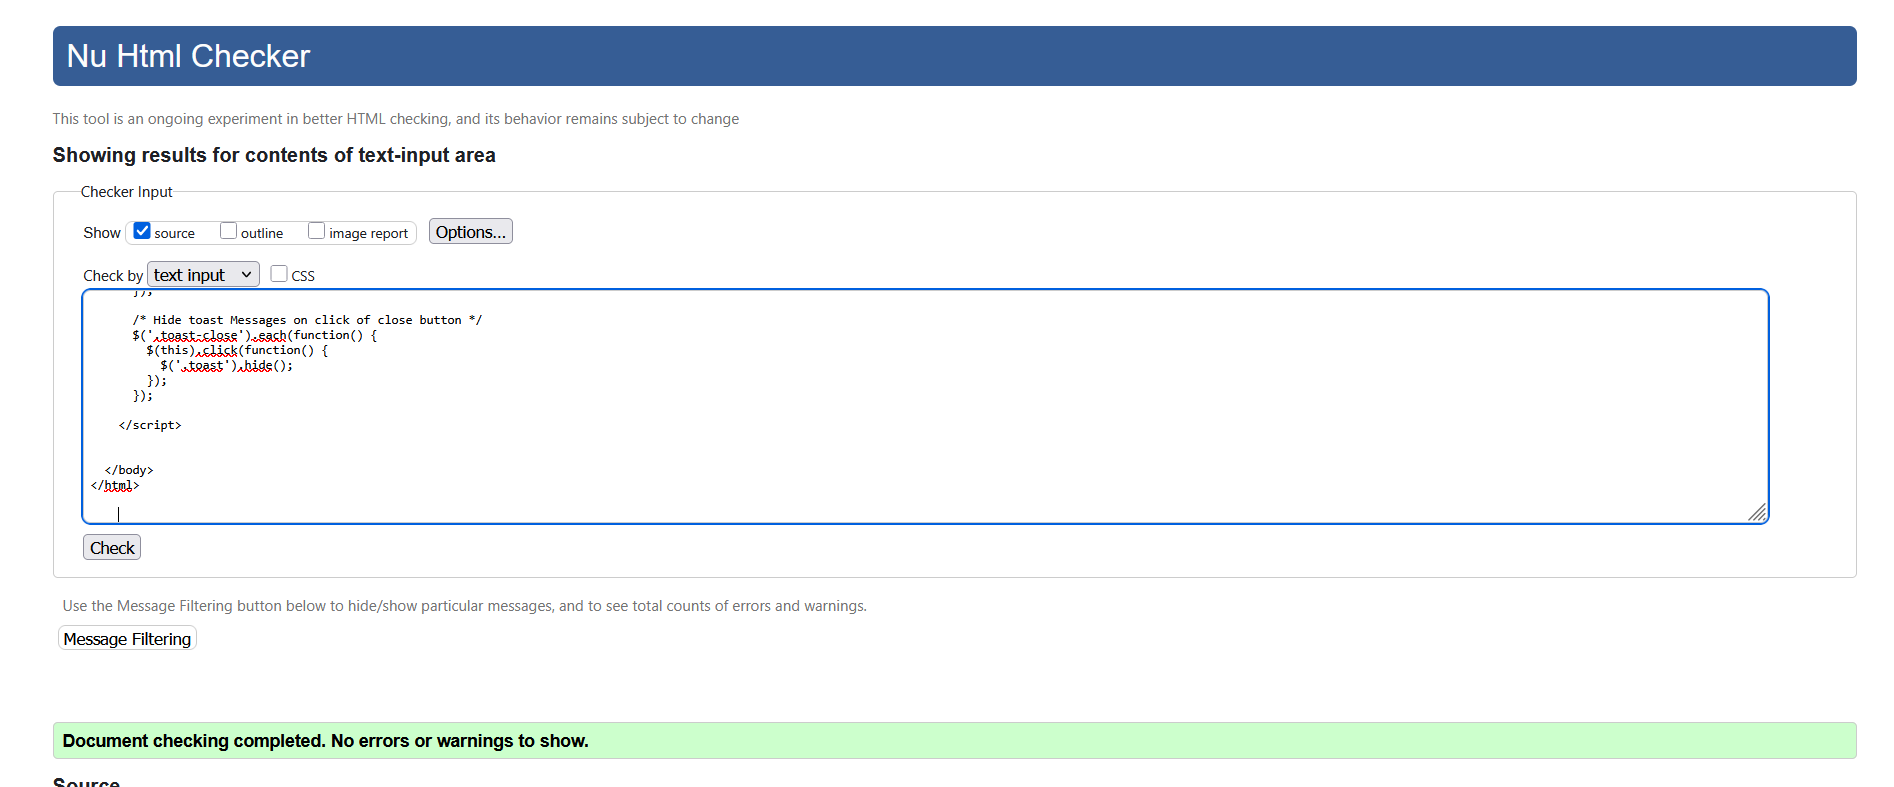 Nu Html Checker
This tool is an ongoing experiment in better HTML checking, and its behavior remains subject to change
Showing results for contents of text-input area
Checker Input
Show source outline image report Options...
Check by text input CSS
});
/* Hide toast Messages on click of close button */
$('.toast-close').each(function() {
$(this).click(function() {
$('.toast').hide();
});
});
</script>
</body>
</html>
Check
Use the Message Filtering button below to hide/show particular messages, and to see total counts of errors and warnings.
Message Filtering
Document checking completed. No errors or warnings to show.
Source